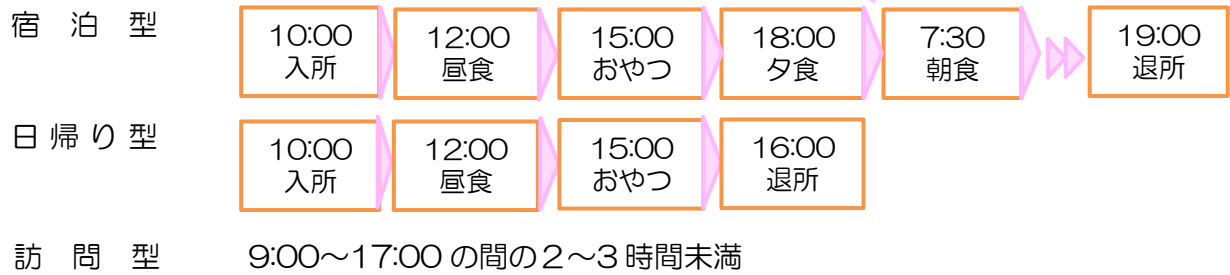 宿泊型
10:00 12:00 15:00 18:00 7:30 19:00
入所 昼食 おやつ 夕食 朝食 退所
日帰り型
10:00 12:00 15:00 16:00
入所 昼食 おやつ 退所
訪問型 9:00～17:00の間の2～3時間未満